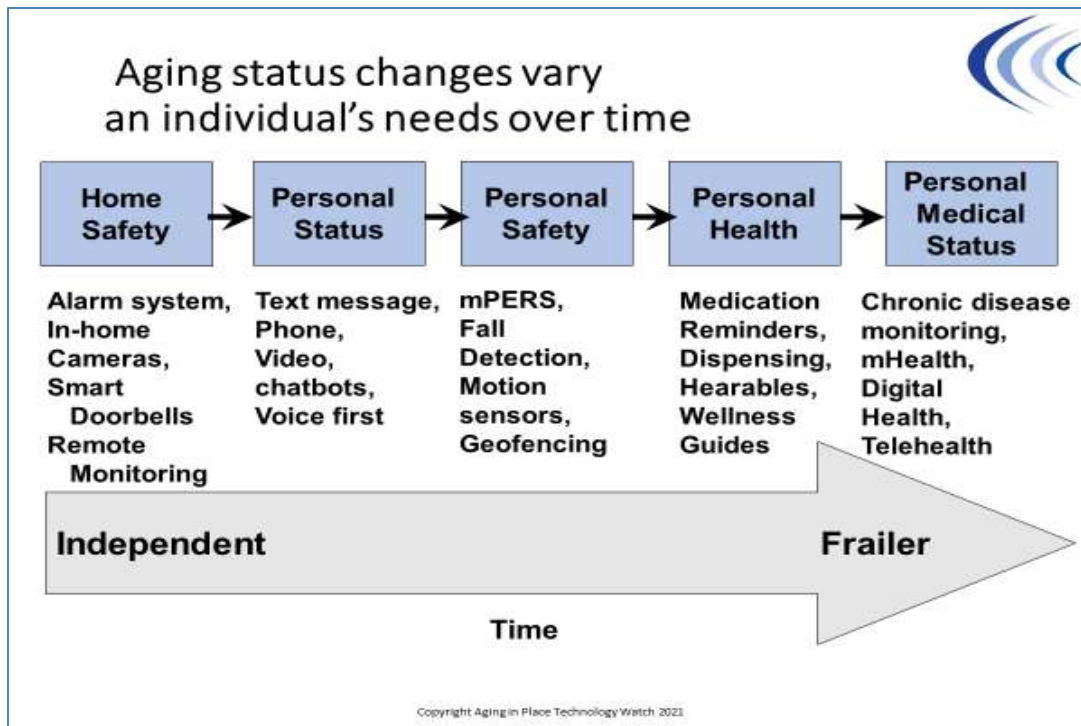 Aging status changes vary
an individual's needs over time
Home
Safety
Personal
Status
Personal
Safety
Personal
Health
Personal
Medical
Status
Alarm system,
In-home
Cameras,
Smart
Doorbells
Remote
Monitoring
Text message,
Phone,
Video,
chatbots,
Voice first
mPERS,
Fall
Detection,
Motion
sensors,
Geofencing
Medication
Reminders,
Dispensing,
Hearables,
Wellness
Guides
Chronic disease
monitoring,
mHealth,
Digital
Health,
Telehealth
Independent
Frailer
Time
Copyright Aging in Place Technology Watch 2021